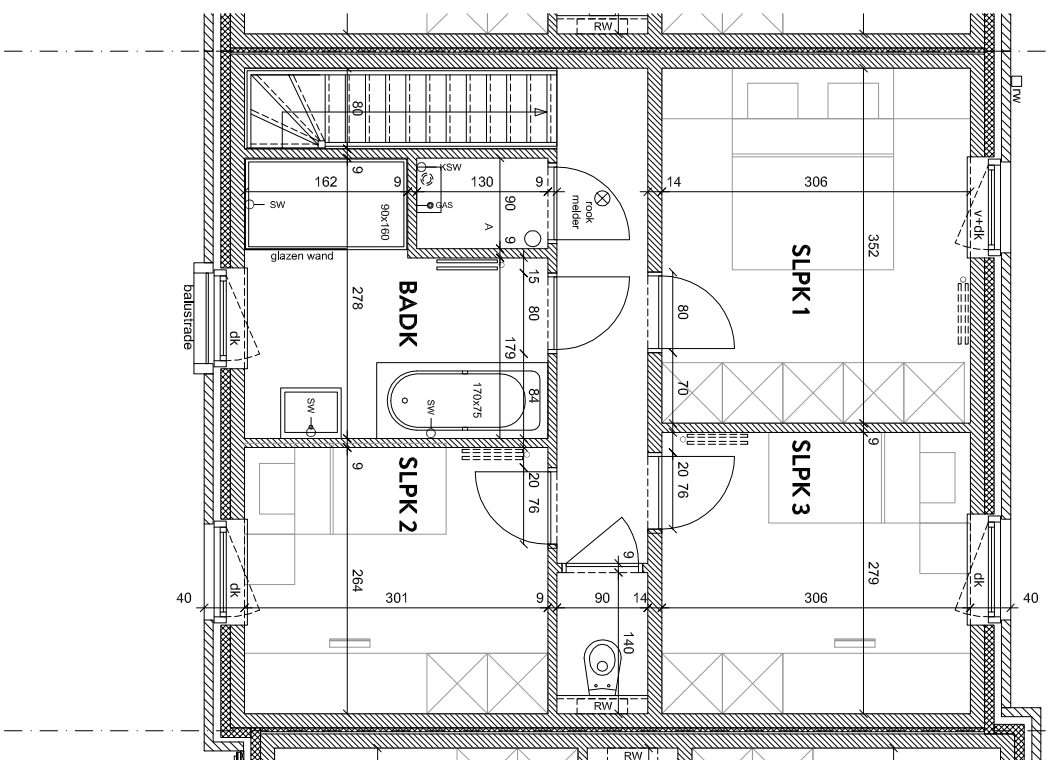 RW
rw
80
9
KSW
162
9
130
9
14
306
SW
90x160
GAS
90
A
rook
melder
v+dk
9
352
glazen wand
15
SLPK 1
278
BADK
80
80
balustrade
dk
179
70
170x75
84
SW
SW
9
9
SLPK 2
SLPK 3
20
76
20
76
9
264
279
dk
dk
40
301
9
90
14
306
40
140
RW
RW